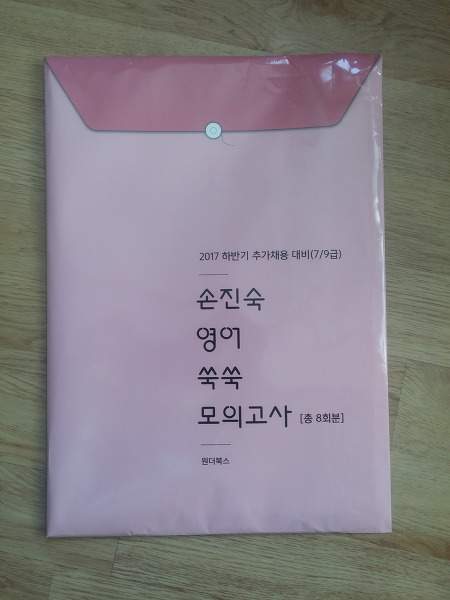 2017 하반기 추가채용 대비(7/9급)
손진숙
영어
쑥쑥
모의고사 [총 8회분]
원더북스